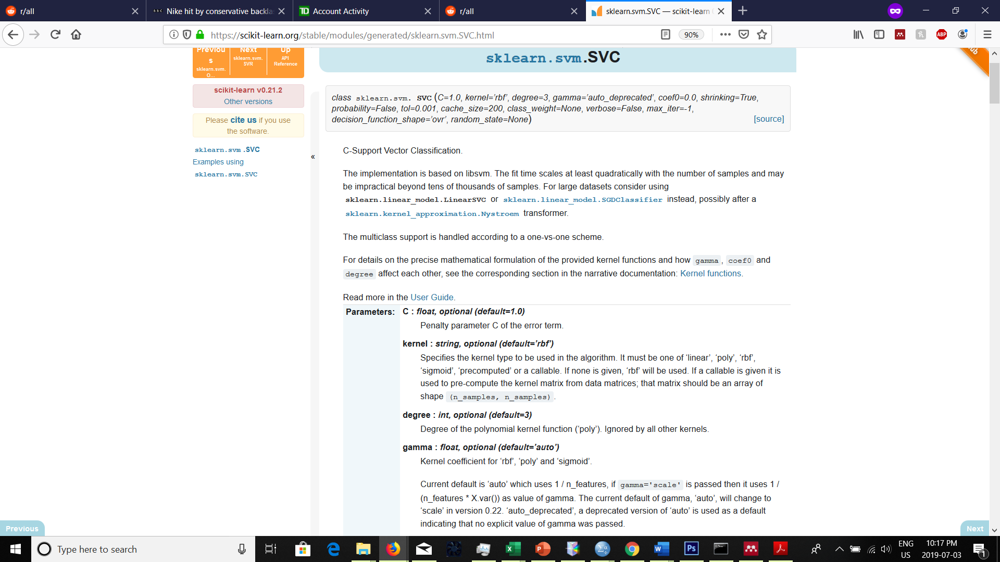 r/all
BBC Nike hit by conservative backla
TD Account Activity
r/all
sklearn.svm.SVC — scikit-learn
https://scikit-learn.org/stable/modules/generated/sklearn.svm.SVC.html
90%
ABP
Previou
s
sklearn.svm.
O...
Next
sklearn.svm.
SVR
Up
API
Reference
scikit-learn v0.21.2
Other versions
Please cite us if you use
the software.
sklearn.svm.SVC
Examples using
sklearn.svm.SVC
«
sklearn.svm.SVC
class sklearn.svm. SVC (C=1.0, kernel=’rbf’, degree=3, gamma=’auto_deprecated’, coef0=0.0, shrinking=True,
probability=False, tol=0.001, cache_size=200, class_weight=None, verbose=False, max_iter=-1,
decision_function_shape=’ovr’, random_state=None)
[source]
C-Support Vector Classification.
The implementation is based on libsvm. The fit time scales at least quadratically with the number of samples and may
be impractical beyond tens of thousands of samples. For large datasets consider using
sklearn.linear_model.LinearSVC or sklearn.linear_model.SGDClassifier instead, possibly after a
sklearn.kernel_approximation.Nystroem transformer.
The multiclass support is handled according to a one-vs-one scheme.
For details on the precise mathematical formulation of the provided kernel functions and how gamma, coef0 and
degree affect each other, see the corresponding section in the narrative documentation: Kernel functions.
Read more in the User Guide.
Parameters:
C : float, optional (default=1.0)
Penalty parameter C of the error term.
kernel : string, optional (default=’rbf’)
Specifies the kernel type to be used in the algorithm. It must be one of ‘linear’, ‘poly’, ‘rbf’,
‘sigmoid’, ‘precomputed’ or a callable. If none is given, ‘rbf’ will be used. If a callable is given it is
used to pre-compute the kernel matrix from data matrices; that matrix should be an array of
shape (n_samples, n_samples).
degree : int, optional (default=3)
Degree of the polynomial kernel function (‘poly’). Ignored by all other kernels.
gamma : float, optional (default=’auto’)
Kernel coefficient for ‘rbf’, ‘poly’ and ‘sigmoid’.
Current default is ‘auto’ which uses 1 / n_features, if gamma='scale' is passed then it uses 1 /
(n_features * X.var()) as value of gamma. The current default of gamma, ‘auto’, will change to
‘scale’ in version 0.22. ‘auto_deprecated’, a deprecated version of ‘auto’ is used as a default
indicating that no explicit value of gamma was passed.
Previous
Next
Type here to search
Ps
ENG
US
10:17 PM
2019-07-03
1